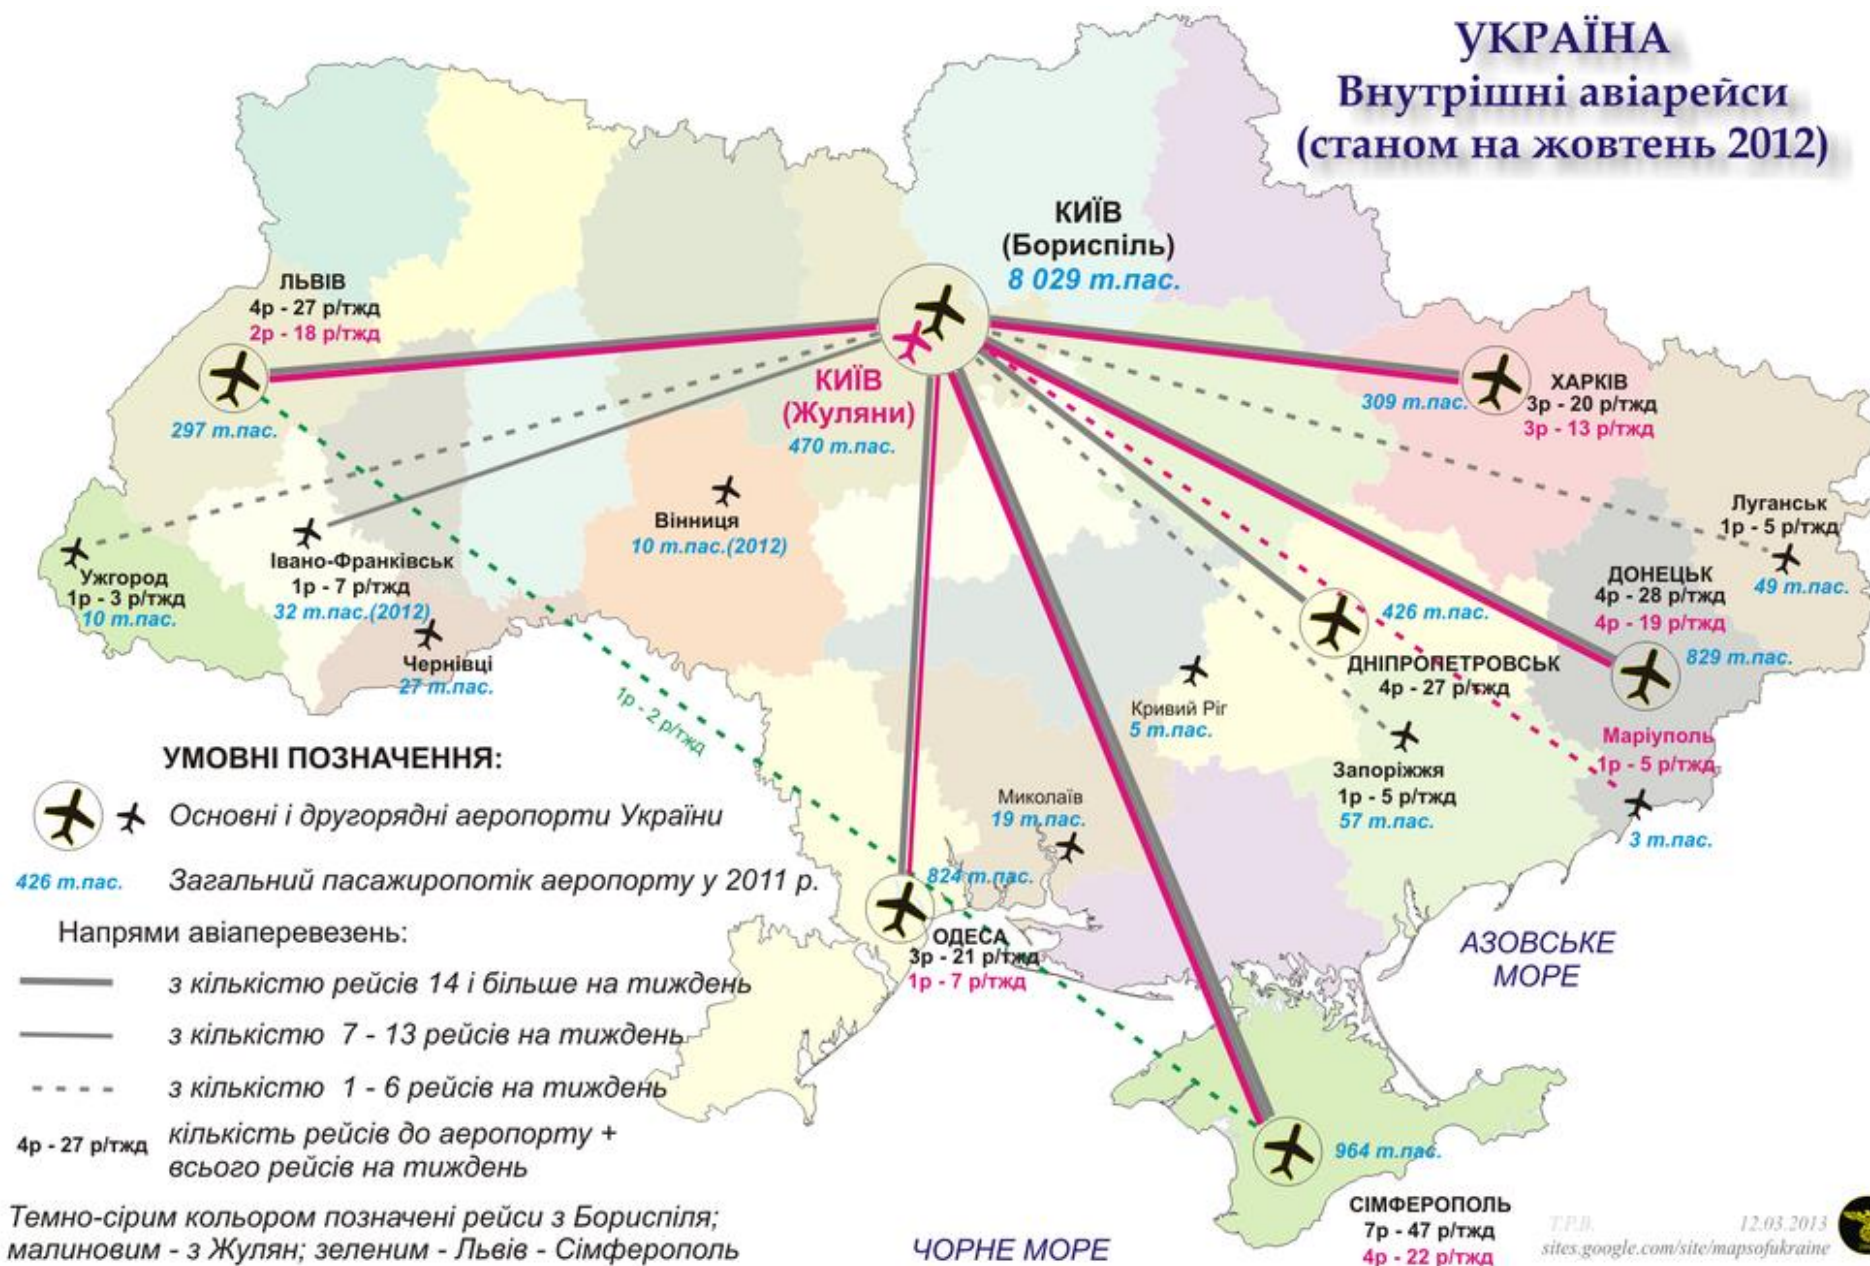 УКРАЇНА
Внутрішні авіарейси
(станом на жовтень 2012)
КИЇВ
(Бориспіль)
8 029 т.пас.
ЛЬВІВ
4р - 27 р/тжд
2р - 18 р/тжд
297 т.пас.
КИЇВ
(Жуляни)
470 т.пас.
ХАРКІВ
3р - 20 р/тжд
3р - 13 р/тжд
309 т.пас.
Луганськ
1р - 5 р/тжд
49 т.пас.
Вінниця
10 т.пас.(2012)
Івано-Франківськ
1р - 7 р/тжд
32 т.пас.(2012)
Ужгород
1р - 3 р/тжд
10 т.пас.
Чернівці
27 т.пас.
ДОНЕЦЬК
4р - 28 р/тжд
4р - 19 р/тжд
829 т.пас.
426 т.пас.
ДНІПРОПЕТРОВСЬК
4р - 27 р/тжд
Кривий Ріг
5 т.пас.
1р - 2 р/тжд
Маріуполь
1р - 5 р/тжд
3 т.пас.
Запоріжжя
1р - 5 р/тжд
57 т.пас.
Миколаїв
19 т.пас.
824 т.пас.
ОДЕСА
3р - 21 р/тжд
1р - 7 р/тжд
АЗОВСЬКЕ
МОРЕ
964 т.пас.
СІМФЕРОПОЛЬ
7р - 47 р/тжд
4р - 22 р/тжд
ЧОРНЕ МОРЕ
УМОВНІ ПОЗНАЧЕННЯ:
Основні і другорядні аеропорти України
426 т.пас.
Загальний пасажиропотік аеропорту у 2011 р.
Напрями авіаперевезень:
з кількістю рейсів 14 і більше на тиждень
з кількістю 7 - 13 рейсів на тиждень
з кількістю 1 - 6 рейсів на тиждень
4р - 27 р/тжд
кількість рейсів до аеропорту +
всього рейсів на тиждень
Темно-сірим кольором позначені рейси з Бориспіля;
малиновим - з Жулян; зеленим - Львів - Сімферополь
Т.Р.В.
12.03.2013
sites.google.com/site/mapsofukraine